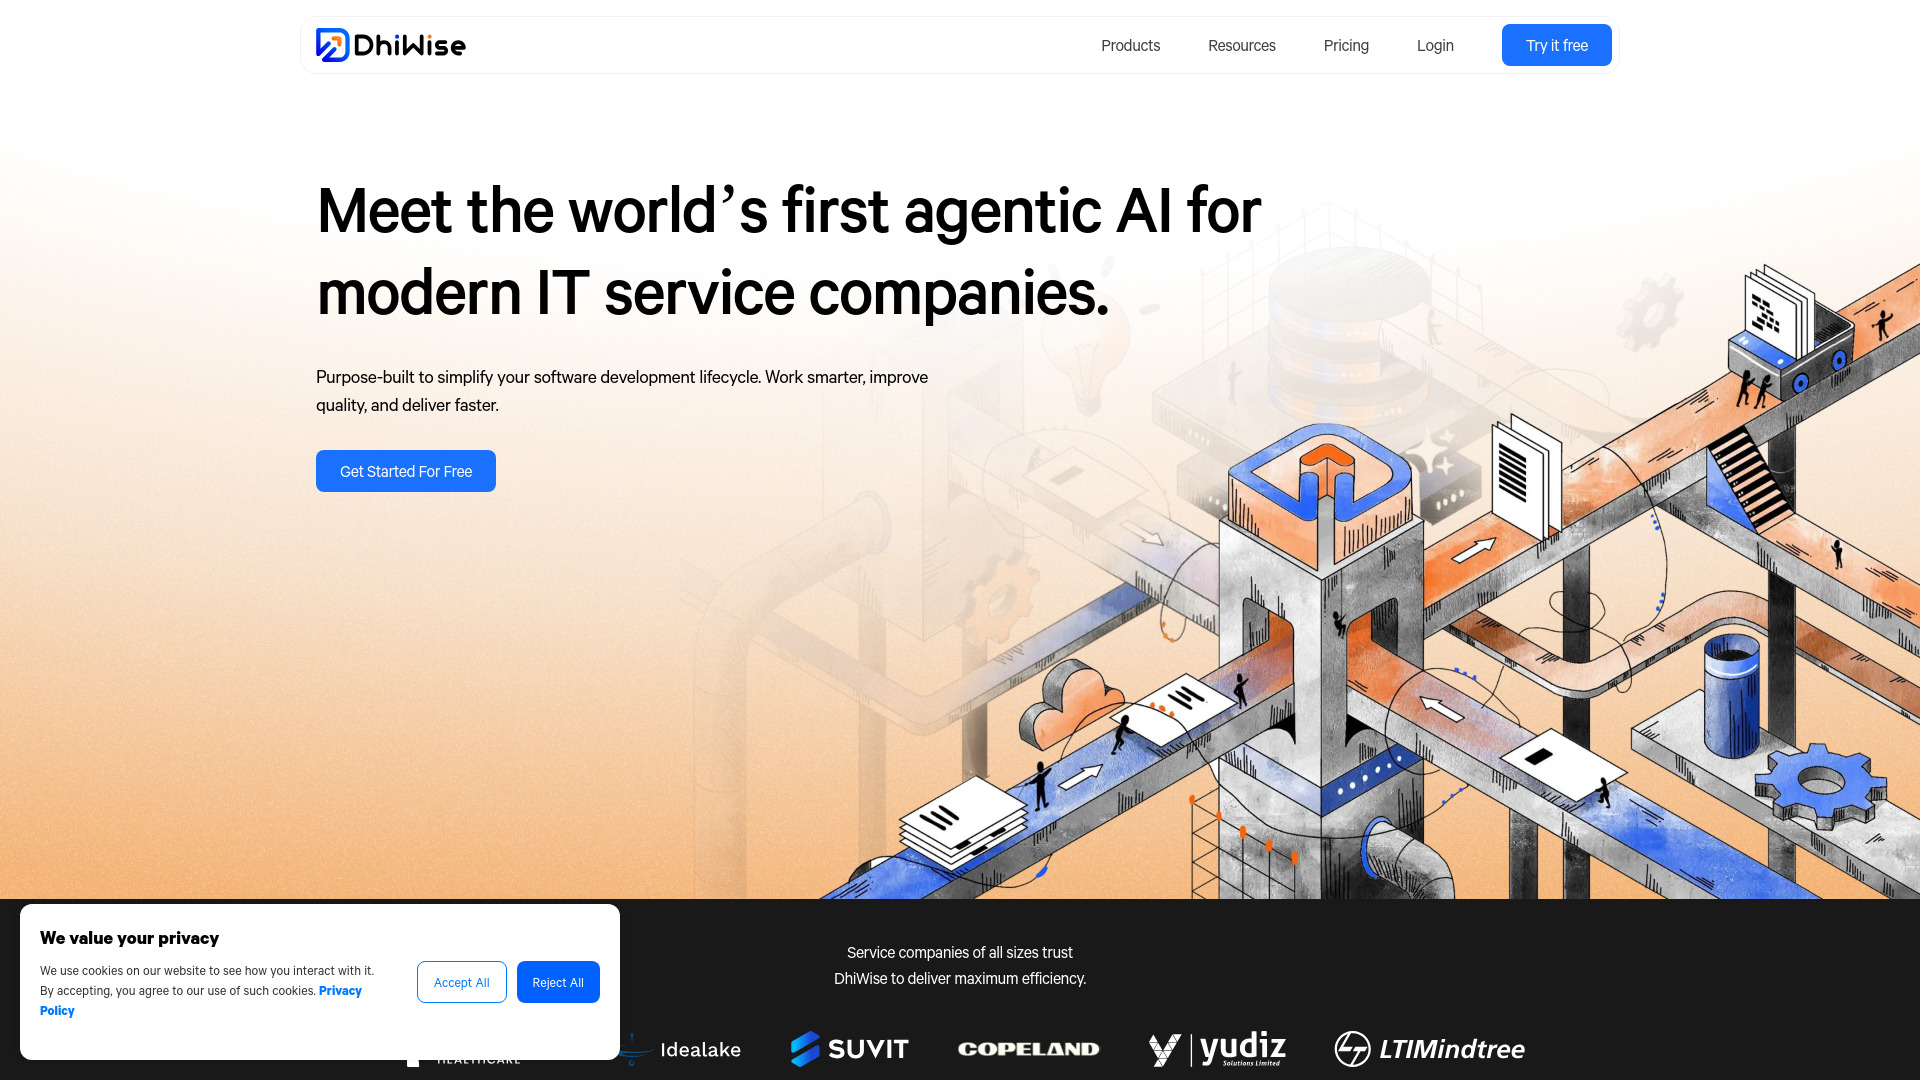 DhiWise
Products
Resources
Pricing
Login
Try it free
Meet the world’s first agentic AI for
modern IT service companies.
Purpose-built to simplify your software development lifecycle. Work smarter, improve
quality, and deliver faster.
Get Started For Free
We value your privacy
We use cookies on our website to see how you interact with it.
By accepting, you agree to our use of such cookies. Privacy
Policy
Accept All
Reject All
Service companies of all sizes trust
DhiWise to deliver maximum efficiency.
HEALTHCARE
Idealake
SUVIT
COPELAND
yudiz
Solutions Limited
LTIMindtree